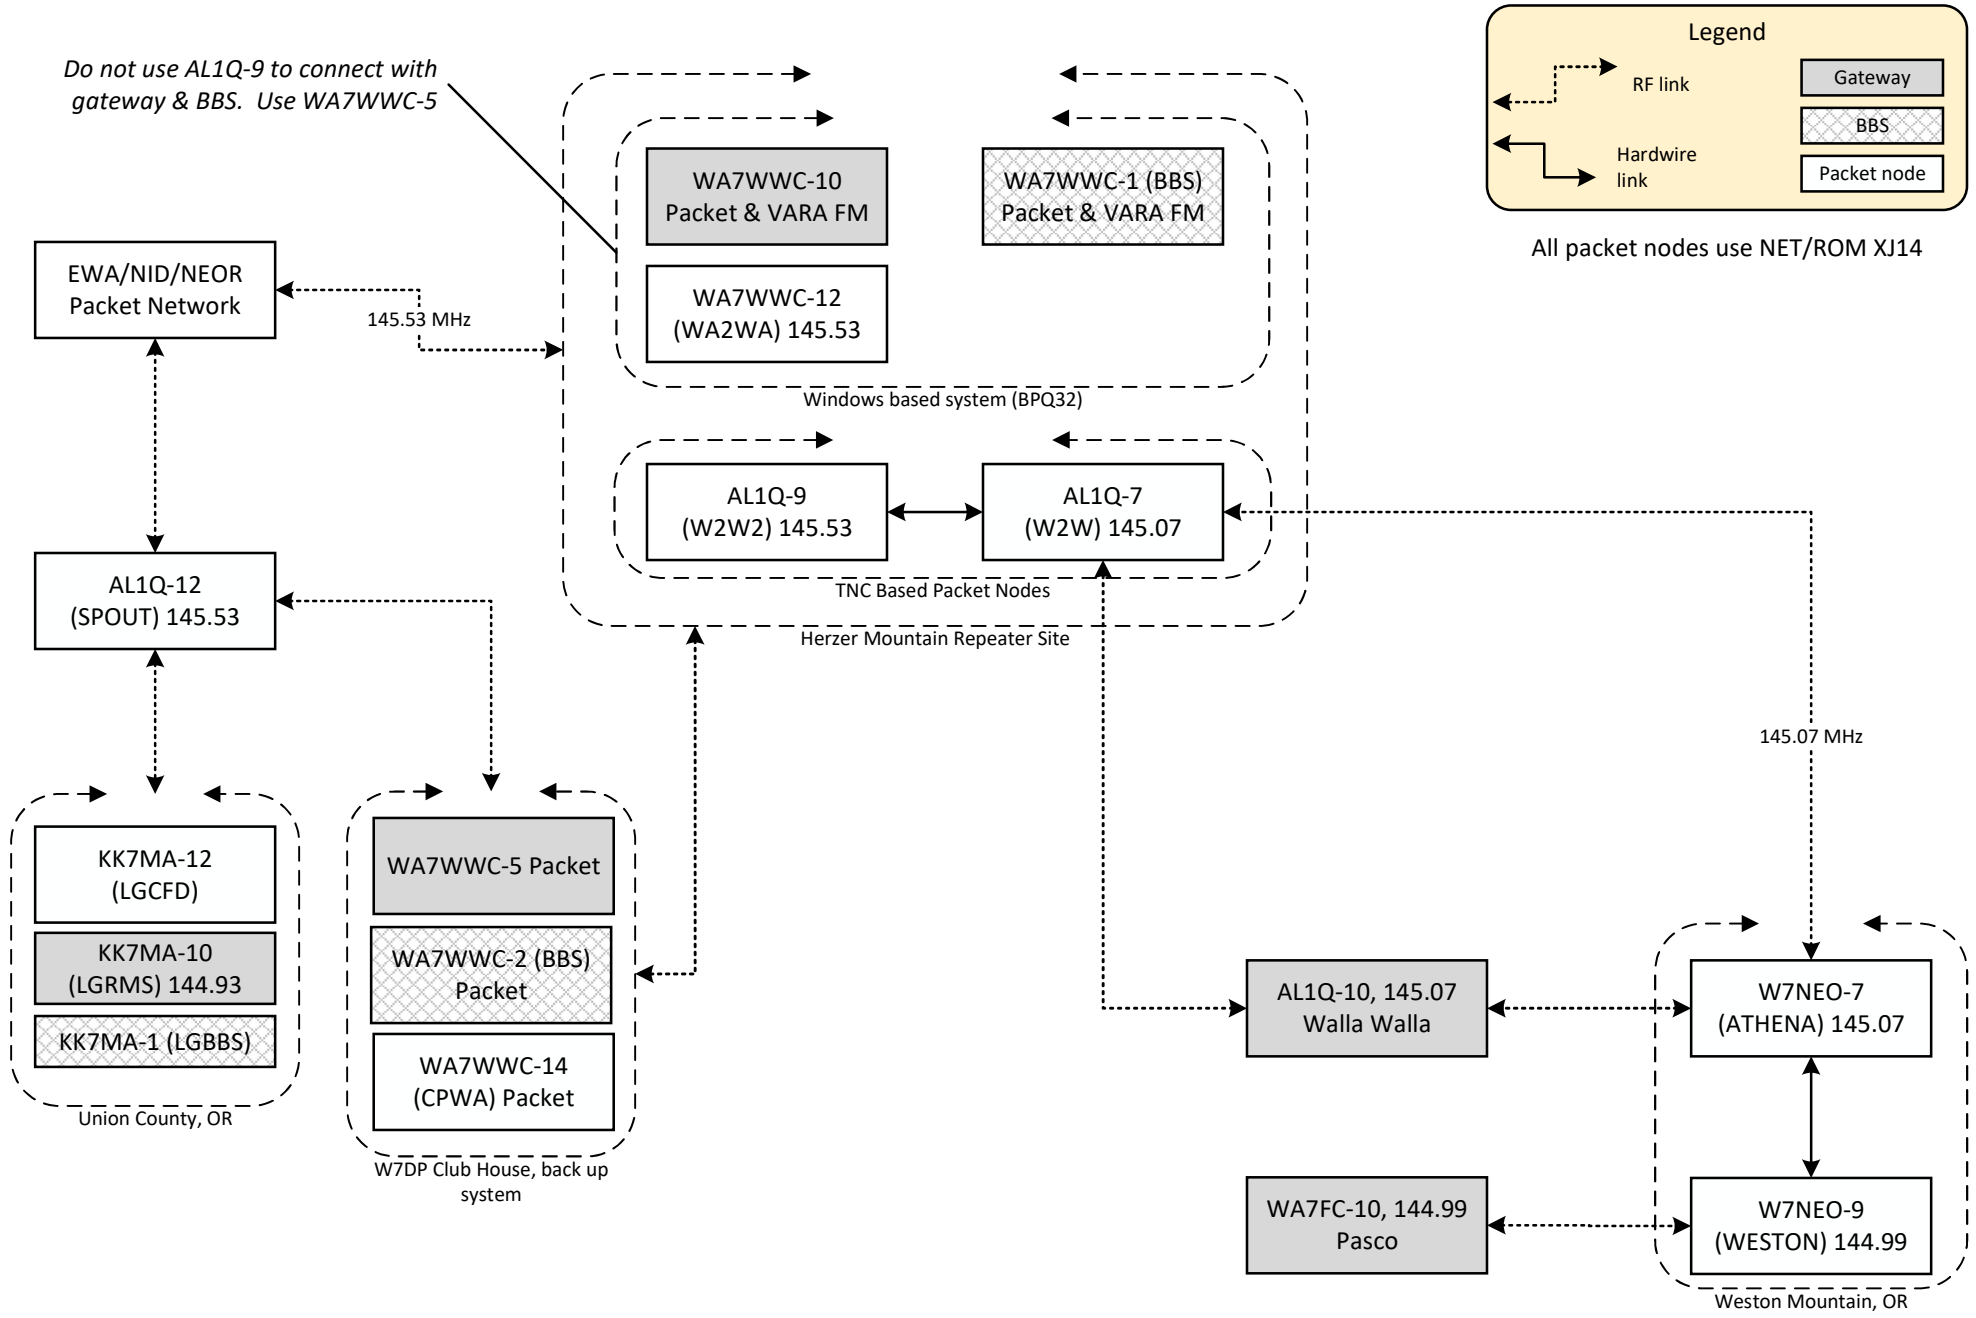 Do not use AL1Q-9 to connect with
gateway & BBS.  Use WA7WWC-5
Legend
RF link
Hardwire
link
Gateway
BBS
Packet node
All packet nodes use NET/ROM XJ14
WA7WWC-10
Packet & VARA FM
WA7WWC-1 (BBS)
Packet & VARA FM
WA7WWC-12
(WA2WA) 145.53
Windows based system (BPQ32)
EWA/NID/NEOR
Packet Network
145.53 MHz
AL1Q-9
(W2W2) 145.53
AL1Q-7
(W2W) 145.07
TNC Based Packet Nodes
Herzer Mountain Repeater Site
AL1Q-12
(SPOUT) 145.53
145.07 MHz
KK7MA-12
(LGCFD)
KK7MA-10
(LGRMS) 144.93
KK7MA-1 (LGBBS)
Union County, OR
WA7WWC-5 Packet
WA7WWC-2 (BBS)
Packet
WA7WWC-14
(CPWA) Packet
W7DP Club House, back up
system
AL1Q-10, 145.07
Walla Walla
W7NEO-7
(ATHENA) 145.07
WA7FC-10, 144.99
Pasco
W7NEO-9
(WESTON) 144.99
Weston Mountain, OR